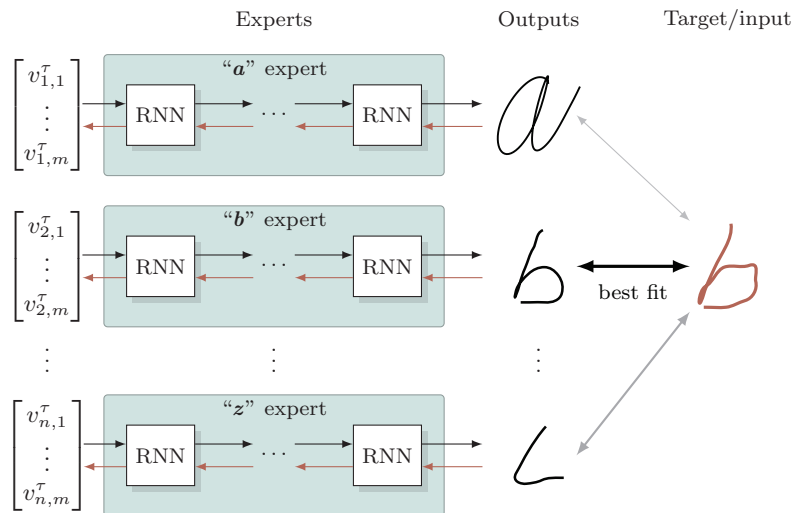 Experts Outputs Target/input
“a” expert
v^τ_{1,1} ⋮ v^τ_{1,m}
RNN ⋯ RNN
a
“b” expert
v^τ_{2,1} ⋮ v^τ_{2,m}
RNN ⋯ RNN
b
best fit
b
⋮ ⋮ ⋮
“z” expert
v^τ_{n,1} ⋮ v^τ_{n,m}
RNN ⋯ RNN